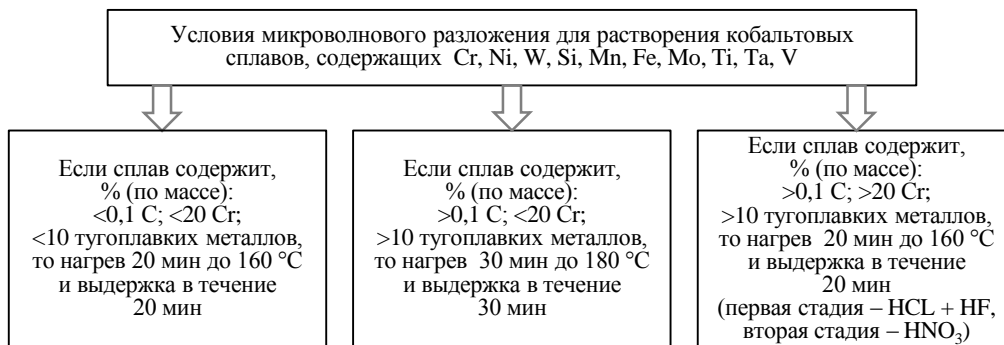 Условия микроволнового разложения для растворения кобальтовых
сплавов, содержащих Cr, Ni, W, Si, Mn, Fe, Mo, Ti, Ta, V
Если сплав содержит,
% (по массе):
<0,1 C; <20 Cr;
<10 тугоплавких металлов,
то нагрев 20 мин до 160 °C
и выдержка в течение
20 мин
Если сплав содержит,
% (по массе):
>0,1 C; <20 Cr;
>10 тугоплавких металлов,
то нагрев 30 мин до 180 °C
и выдержка в течение
30 мин
Если сплав содержит,
% (по массе):
>0,1 C; >20 Cr;
>10 тугоплавких металлов,
то нагрев 20 мин до 160 °C
и выдержка в течение
20 мин
(первая стадия – HCL + HF,
вторая стадия – HNO₃)